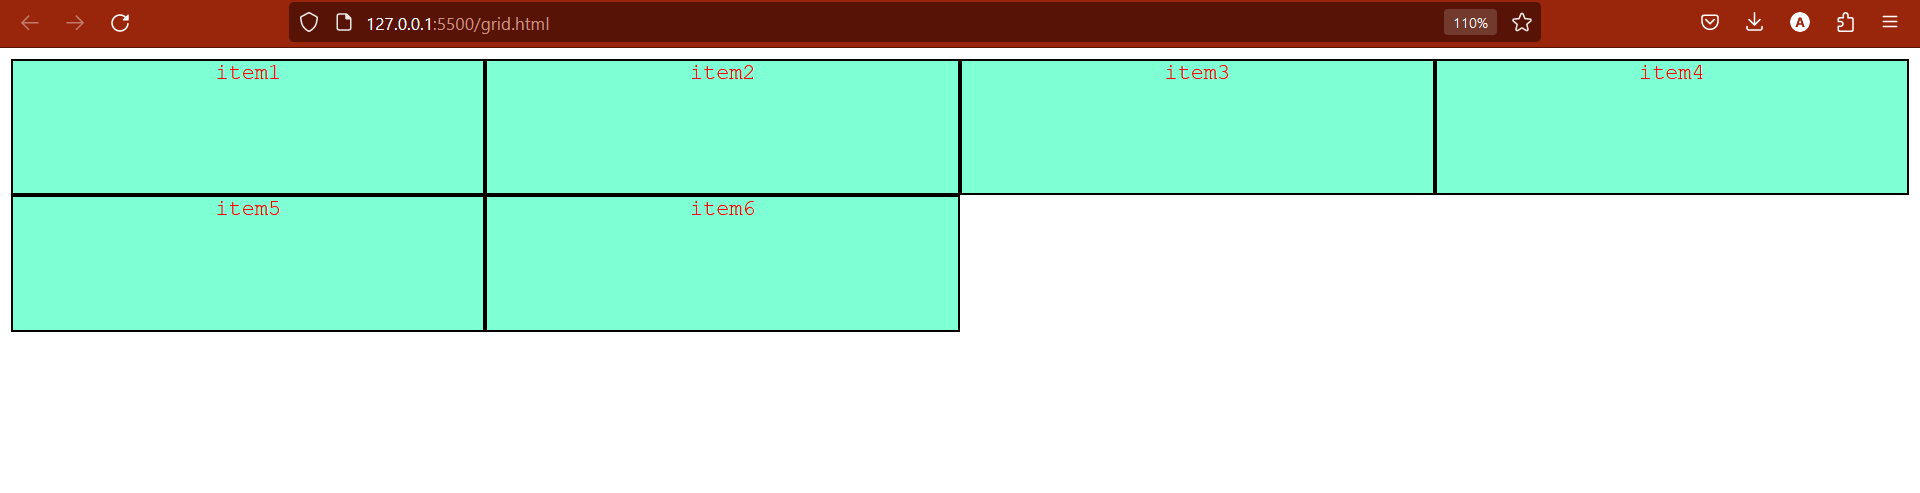 127.0.0.1:5500/grid.html 110% A
item1 item2 item3 item4
item5 item6